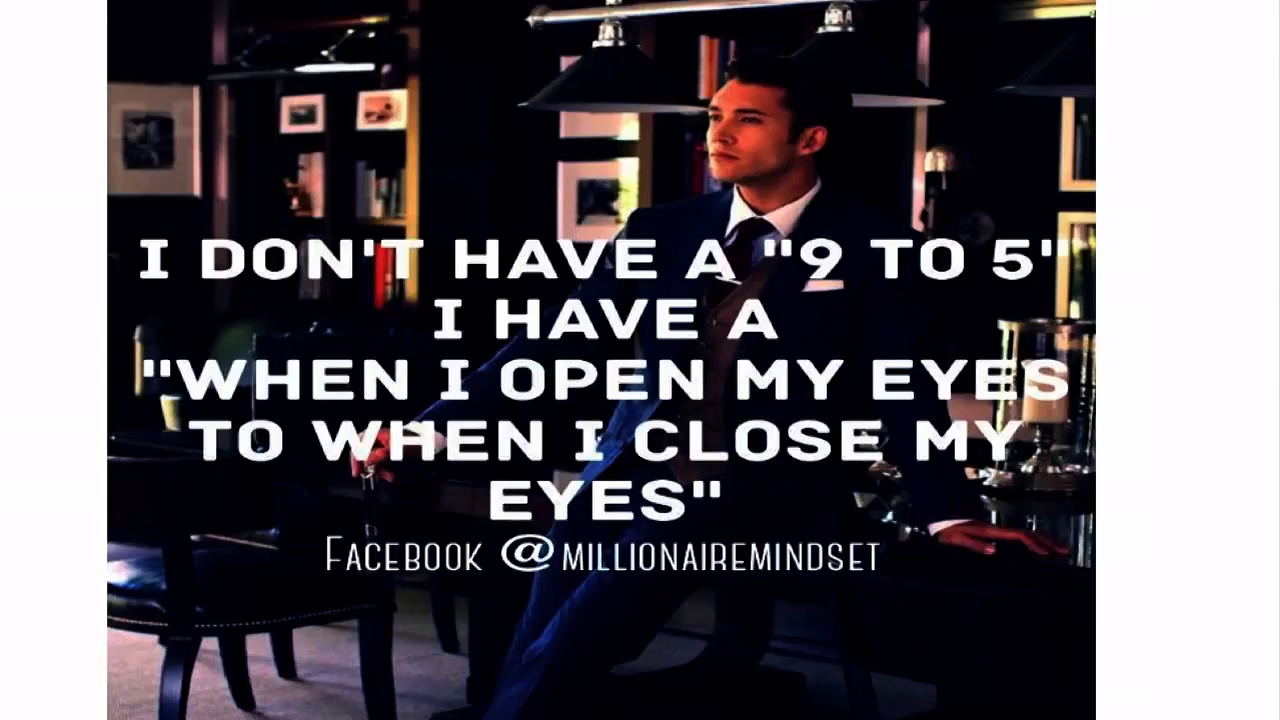 I DON'T HAVE A "9 TO 5"
I HAVE A
"WHEN I OPEN MY EYES
TO WHEN I CLOSE MY
EYES"
FACEBOOK @MILLIONAIREMINDSET